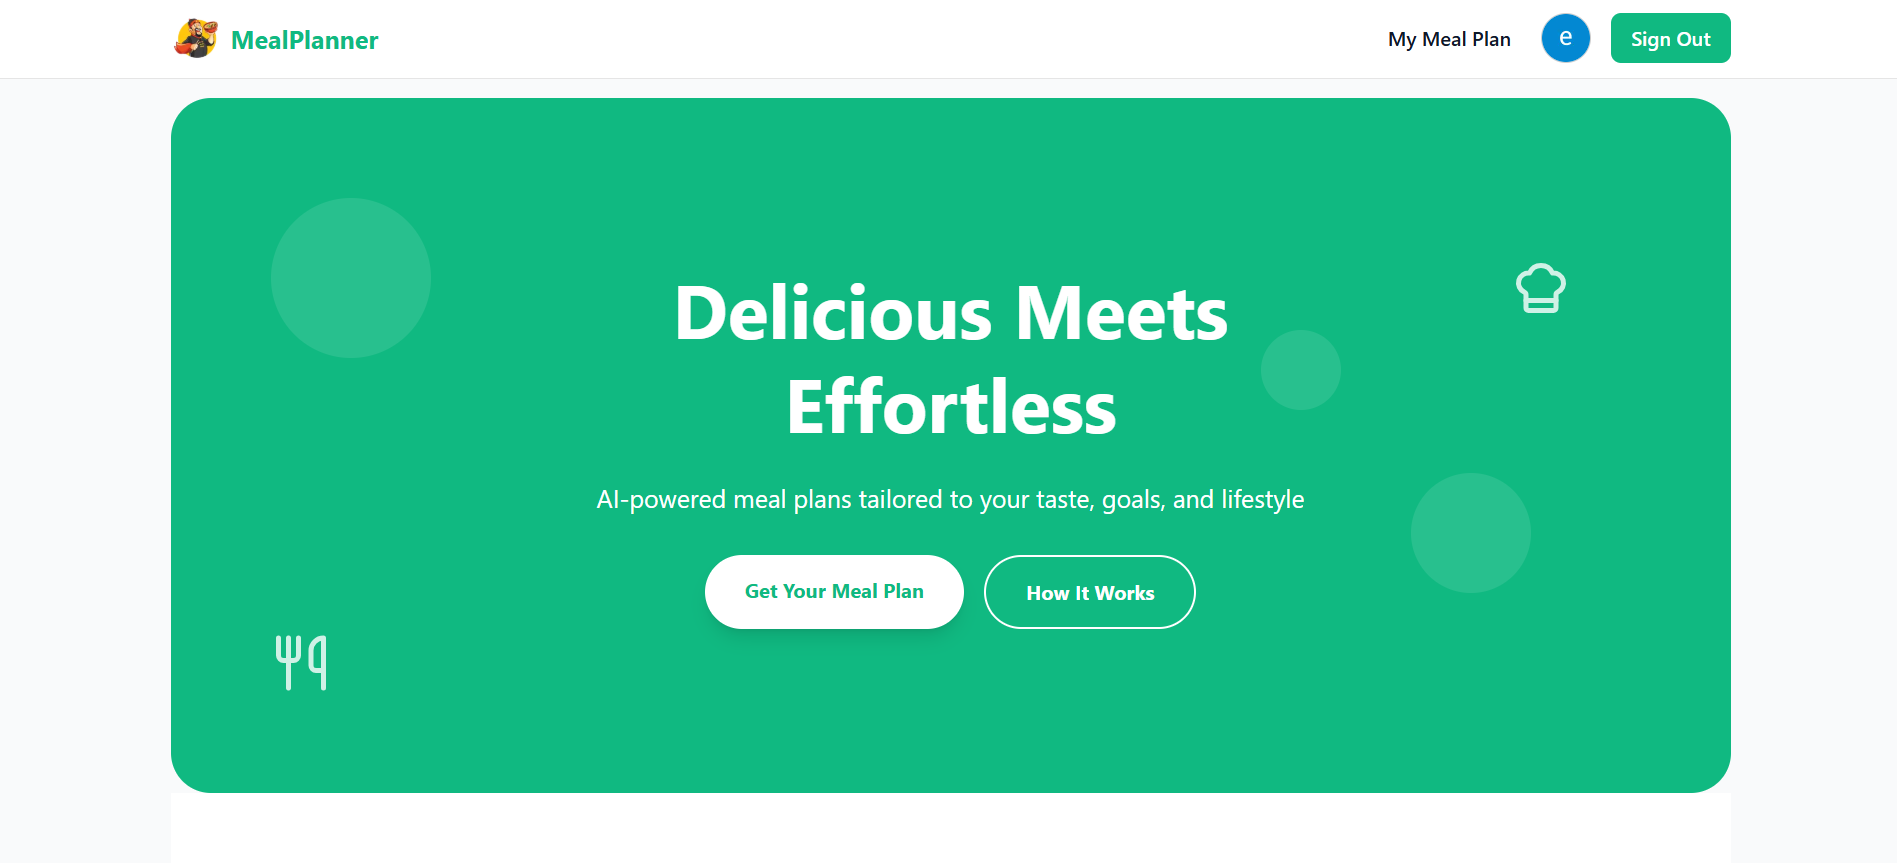 MealPlanner
My Meal Plan
e
Sign Out
Delicious Meets
Effortless
AI-powered meal plans tailored to your taste, goals, and lifestyle
Get Your Meal Plan
How It Works